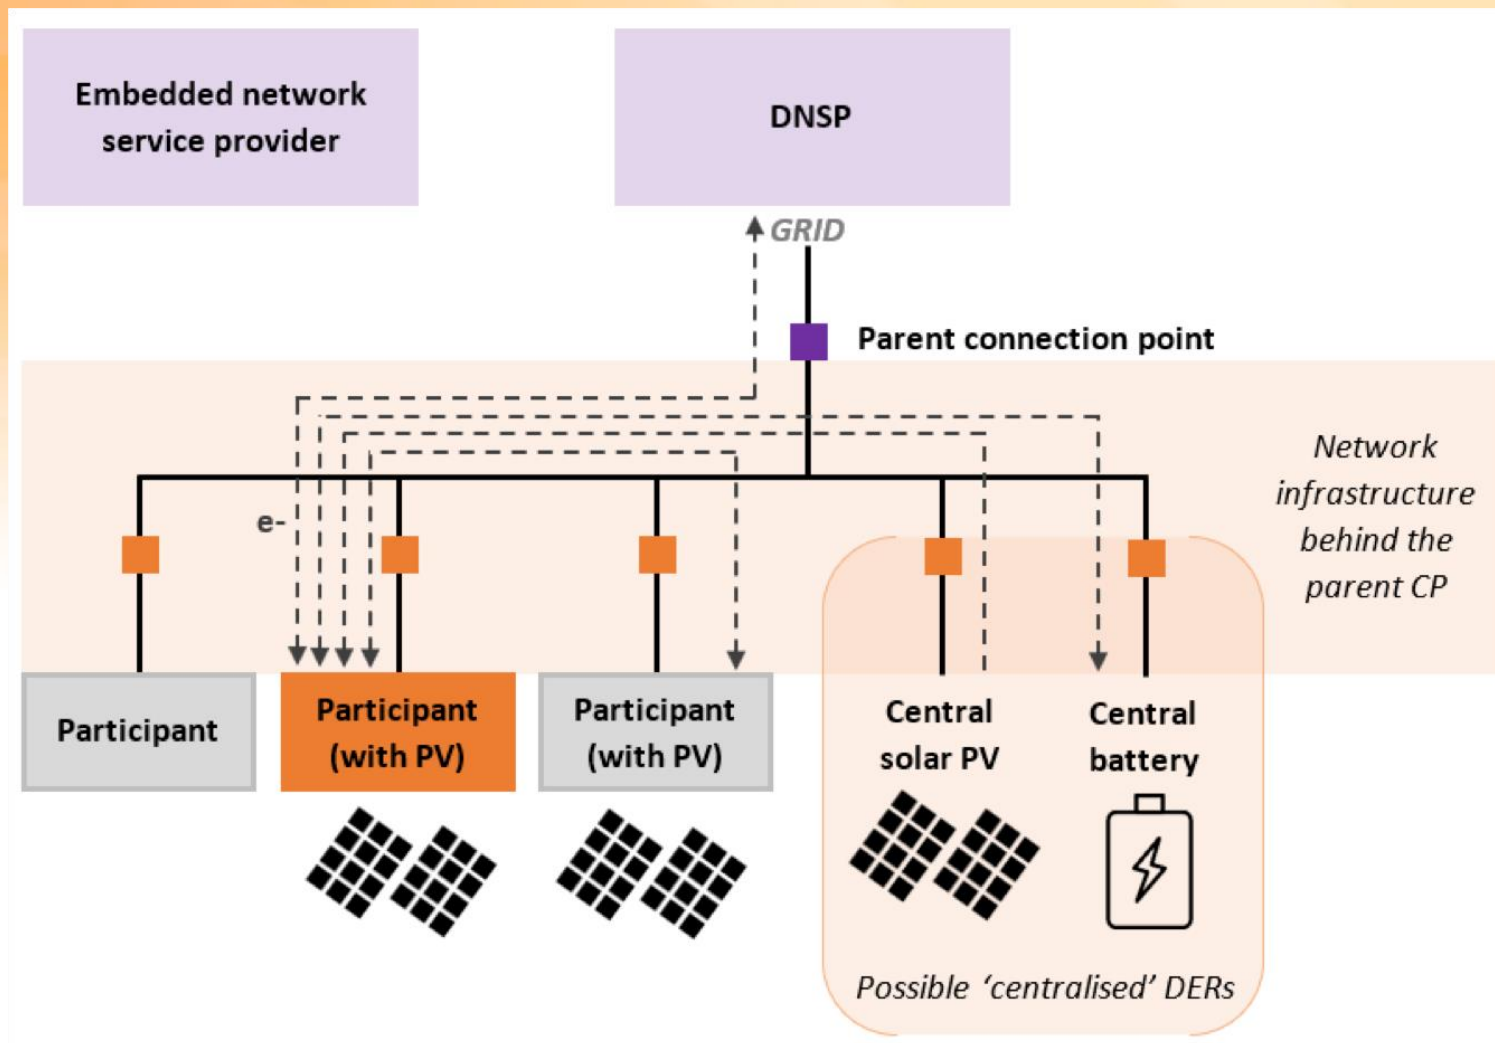 Embedded network
service provider
DNSP
GRID
Parent connection point
Network
infrastructure
behind the
parent CP
e-
Participant
Participant
(with PV)
Participant
(with PV)
Central
solar PV
Central
battery
Possible ‘centralised’ DERs